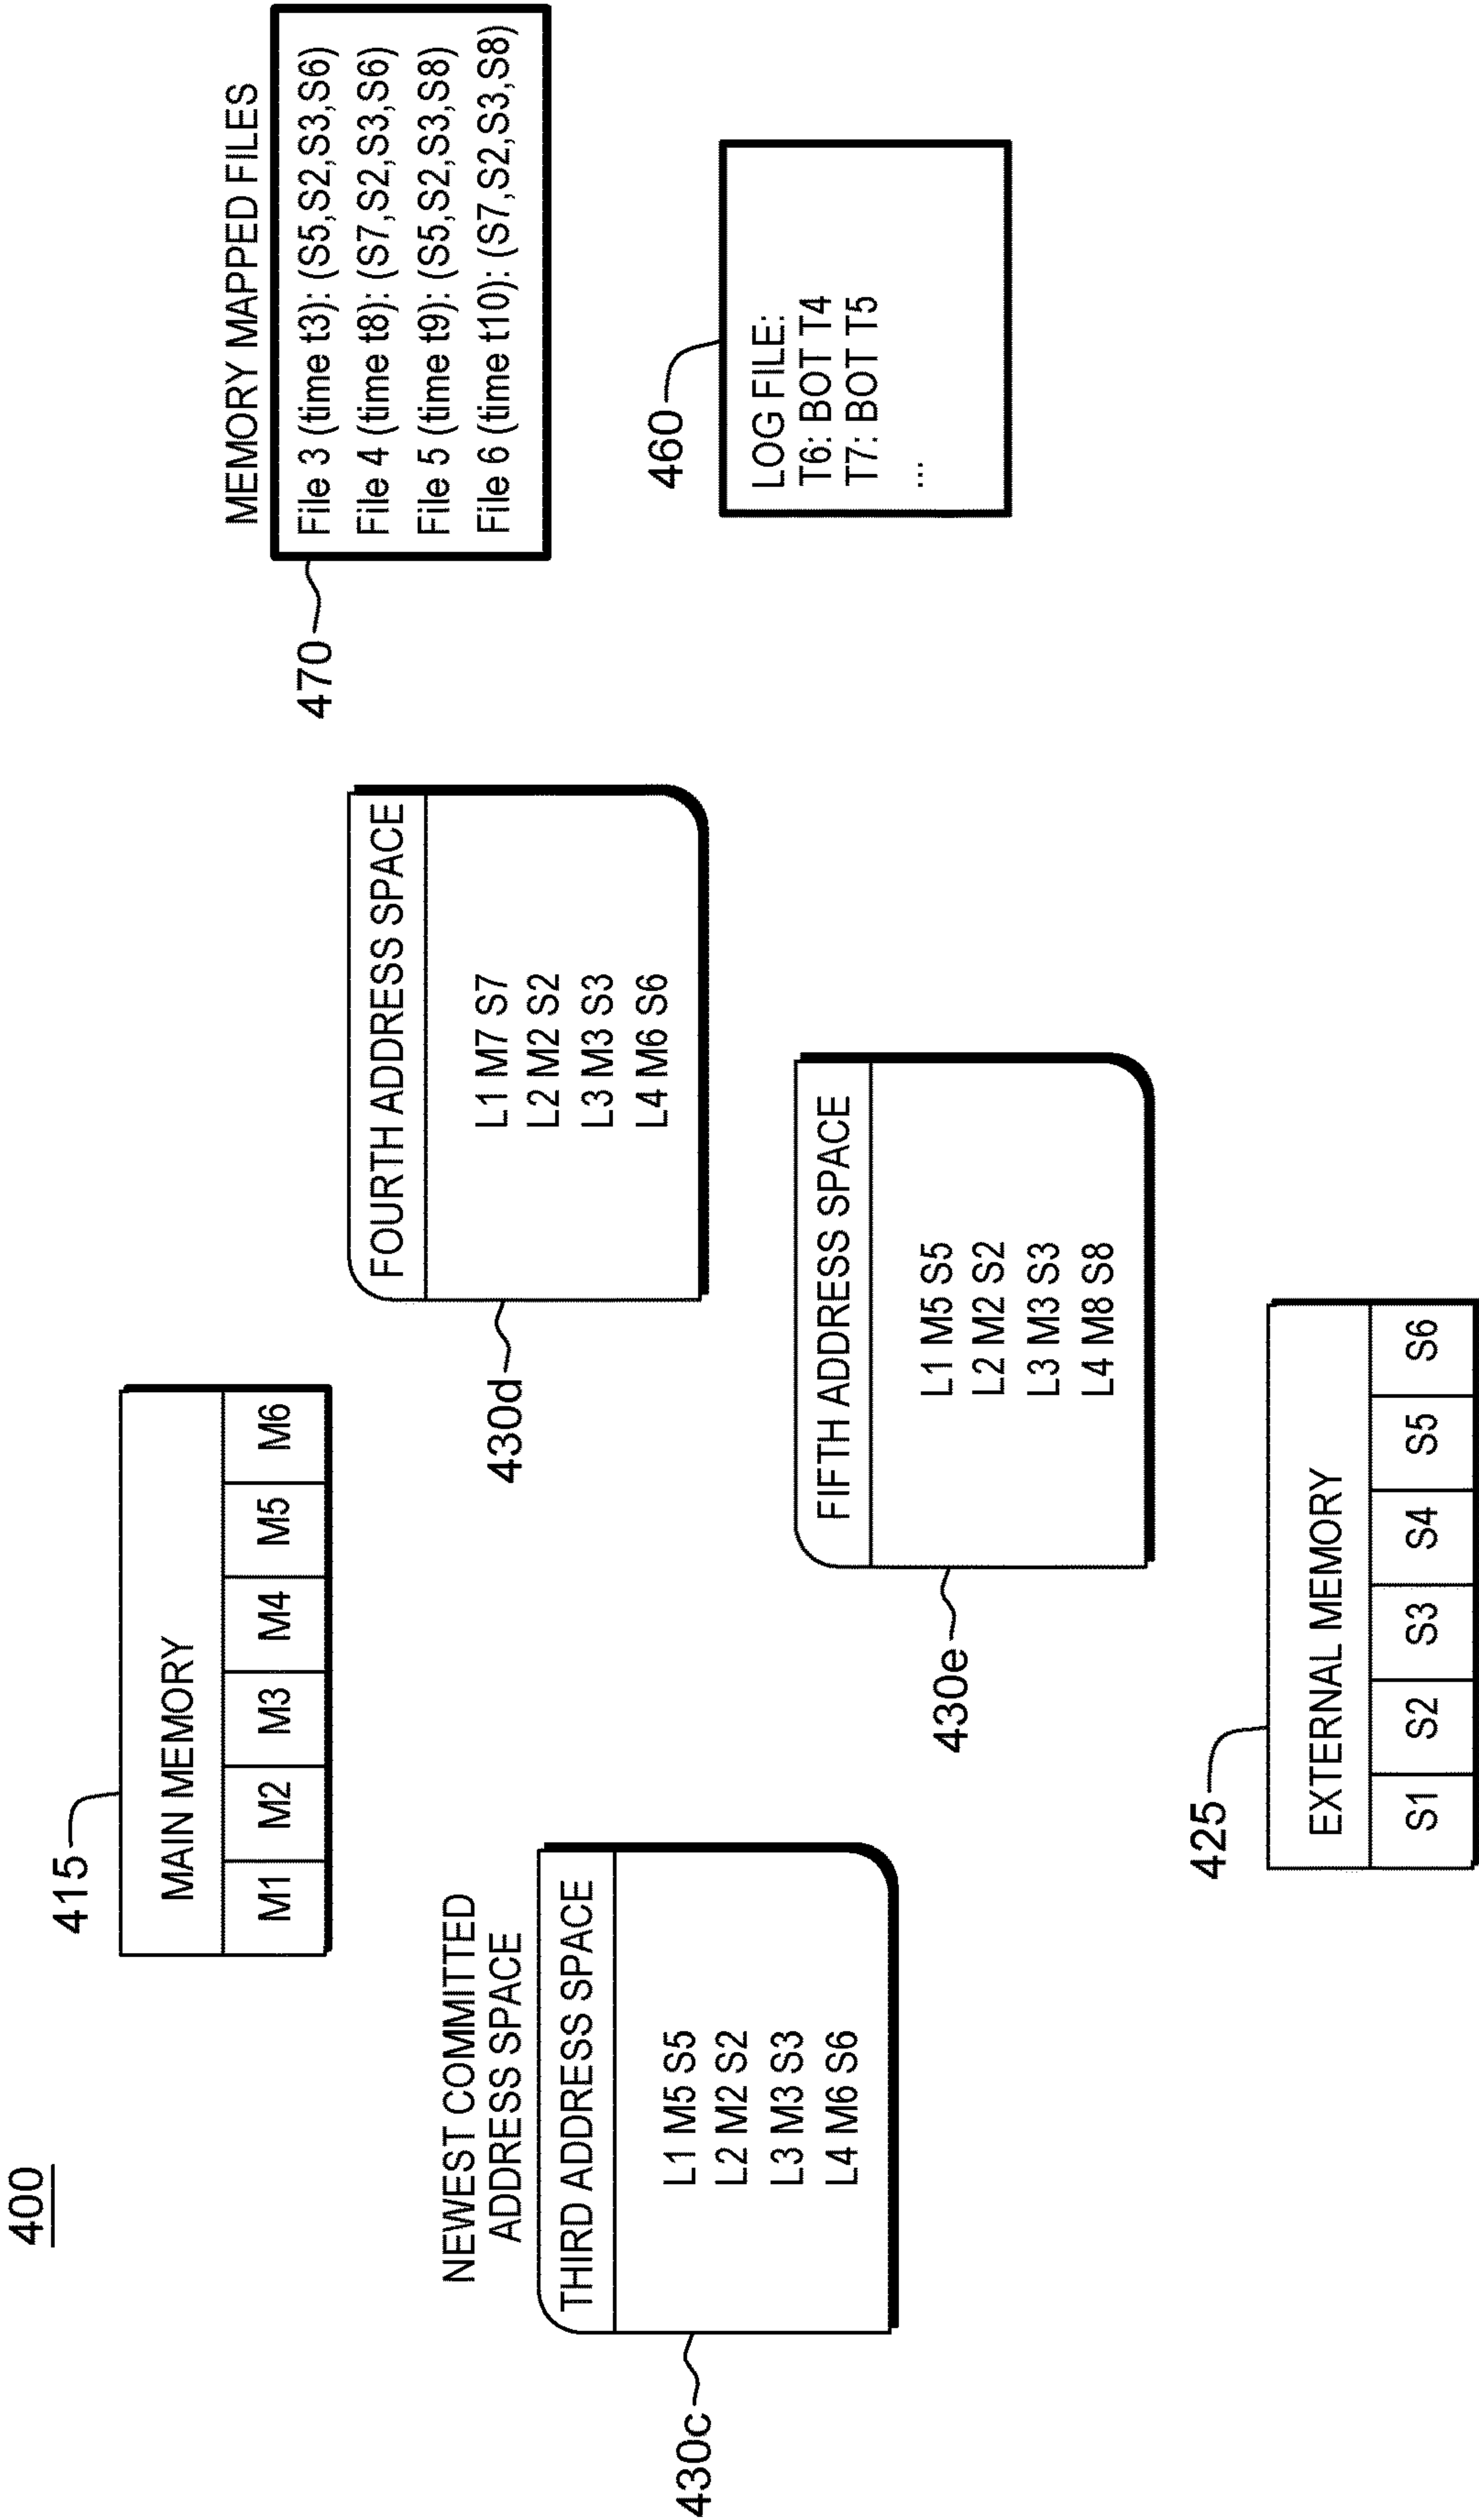 400
415
MAIN MEMORY
M1 M2 M3 M4 M5 M6
MEMORY MAPPED FILES
470
File 3 (time t3): (S5,S2,S3,S6)
File 4 (time t8): (S7,S2,S3,S6)
File 5 (time t9): (S5,S2,S3,S8)
File 6 (time t10): (S7,S2,S3,S8)
NEWEST COMMITTED
ADDRESS SPACE
430c
THIRD ADDRESS SPACE
L1 M5 S5
L2 M2 S2
L3 M3 S3
L4 M6 S6
430d
FOURTH ADDRESS SPACE
L1 M7 S7
L2 M2 S2
L3 M3 S3
L4 M6 S6
460
LOG FILE:
T6: BOT T4
T7: BOT T5
...
430e
FIFTH ADDRESS SPACE
L1 M5 S5
L2 M2 S2
L3 M3 S3
L4 M8 S8
425
EXTERNAL MEMORY
S1 S2 S3 S4 S5 S6